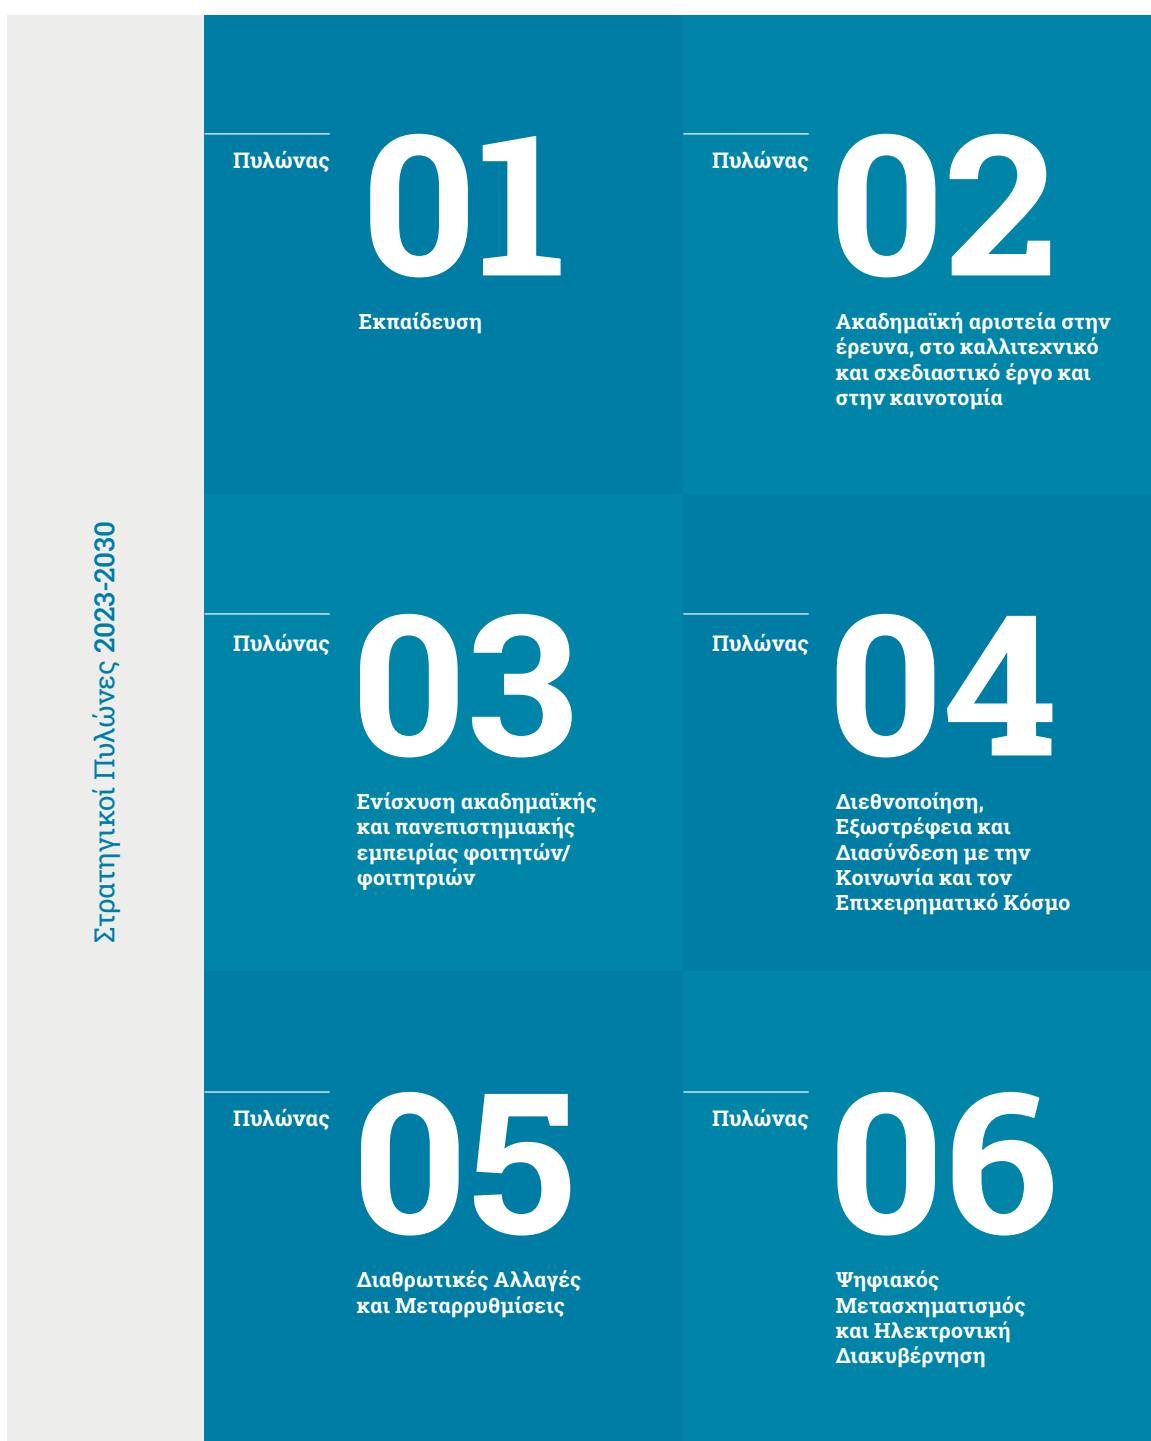 Στρατηγικοί Πυλώνες 2023-2030
Πυλώνας
01
Εκπαίδευση
Πυλώνας
02
Ακαδημαϊκή αριστεία στην
έρευνα, στο καλλιτεχνικό
και σχεδιαστικό έργο και
στην καινοτομία
Πυλώνας
03
Ενίσχυση ακαδημαϊκής
και πανεπιστημιακής
εμπειρίας φοιτητών/
φοιτητριών
Πυλώνας
04
Διεθνοποίηση,
Εξωστρέφεια και
Διασύνδεση με την
Κοινωνία και τον
Επιχειρηματικό Κόσμο
Πυλώνας
05
Διαθρωτικές Αλλαγές
και Μεταρρυθμίσεις
Πυλώνας
06
Ψηφιακός
Μετασχηματισμός
και Ηλεκτρονική
Διακυβέρνηση